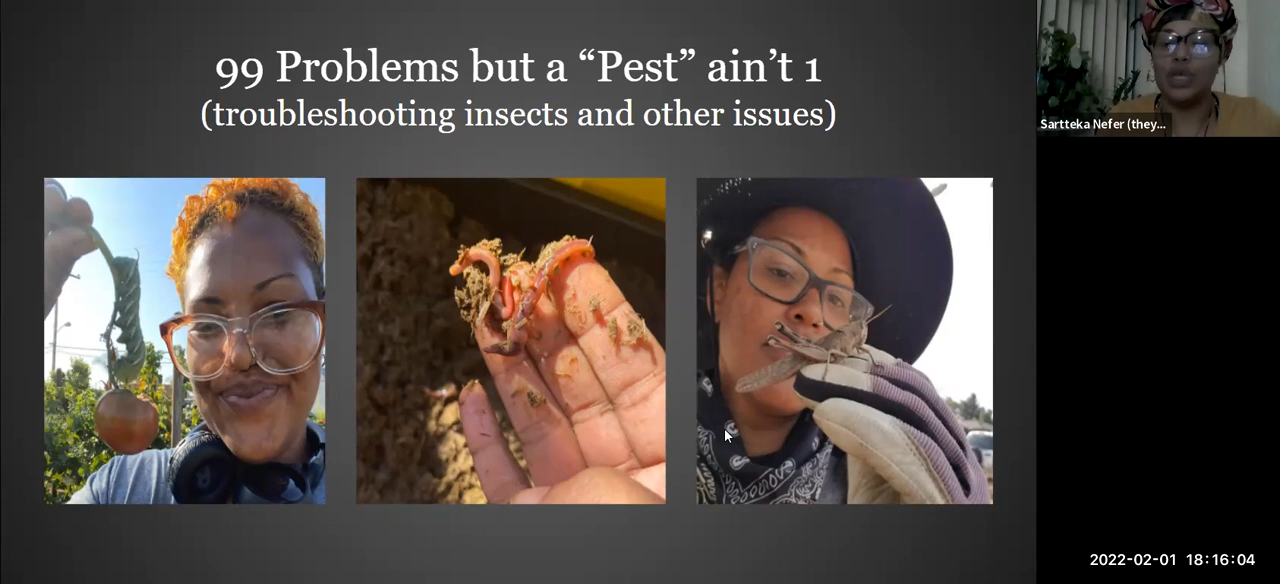 99 Problems but a “Pest” ain’t 1
(troubleshooting insects and other issues)
Sartteka Nefer (they...
2022-02-01 18:16:04